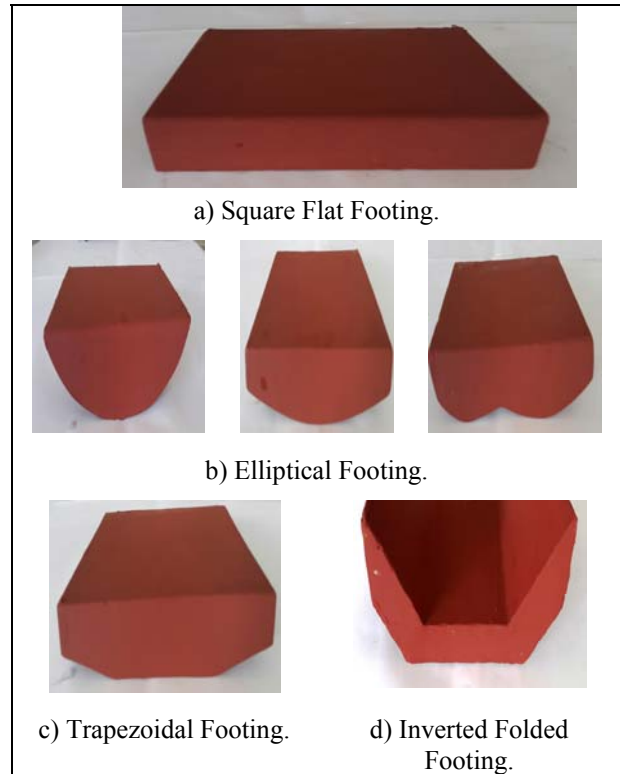 a) Square Flat Footing.
b) Elliptical Footing.
c) Trapezoidal Footing.
d) Inverted Folded
Footing.